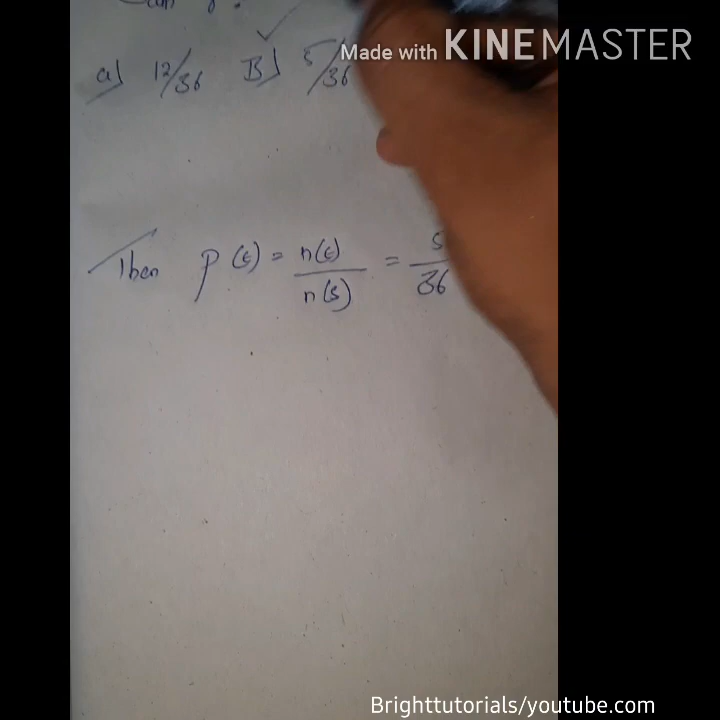 Made with KINEMASTER
a) 12/36 B) 5/36
Then P(E) = n(E)/n(S) = 5/36
Brighttutorials/youtube.com